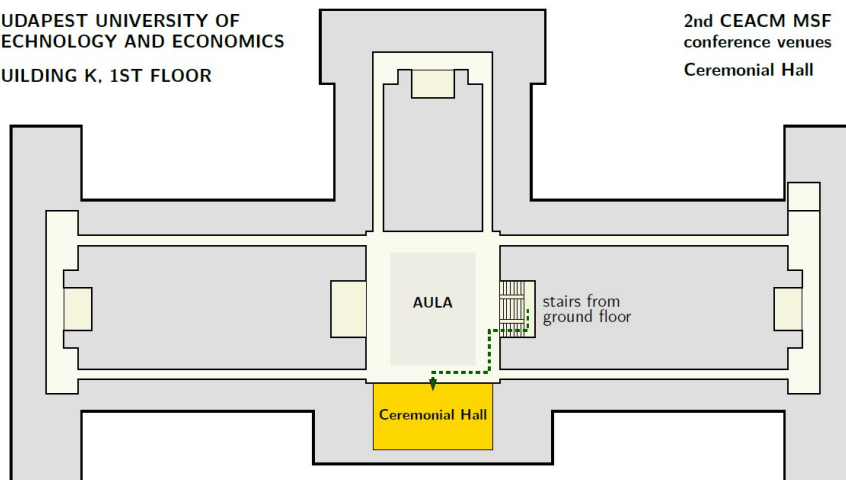 UDAPEST UNIVERSITY OF
ECHNOLOGY AND ECONOMICS
UILDING K, 1ST FLOOR
2nd CEACM MSF
conference venues
Ceremonial Hall
AULA
stairs from
ground floor
Ceremonial Hall